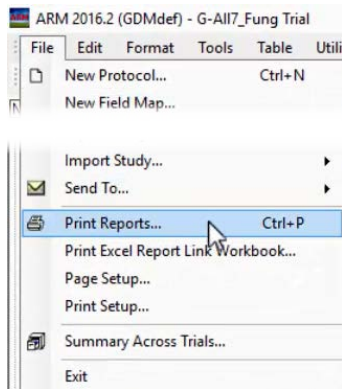 ARM 2016.2 (GDMdef) - G-All7_Fung Trial
File Edit Format Tools Table Utili
New Protocol... Ctrl+N
New Field Map...
Import Study...
Send To...
Print Reports... Ctrl+P
Print Excel Report Link Workbook...
Page Setup...
Print Setup...
Summary Across Trials...
Exit